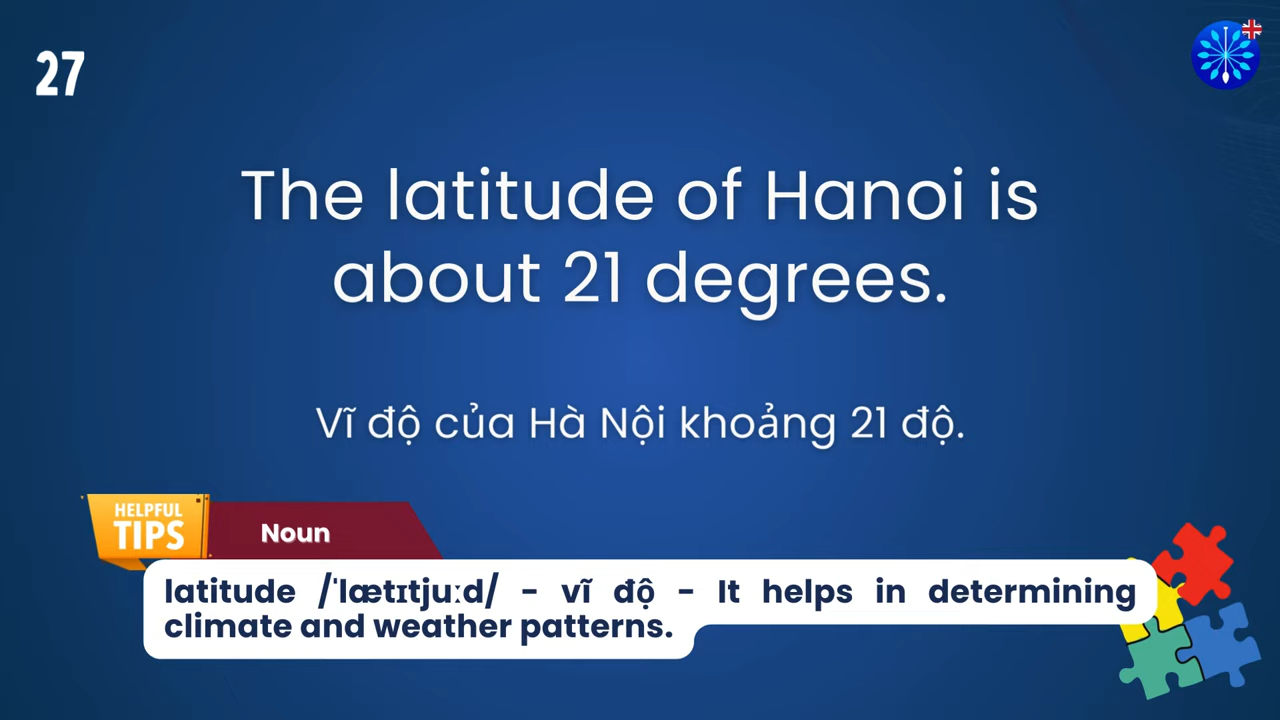 27
The latitude of Hanoi is
about 21 degrees.
Vĩ độ của Hà Nội khoảng 21 độ.
HELPFUL
TIPS
Noun
latitude /ˈlætɪtjuːd/ - vĩ độ - It helps in determining
climate and weather patterns.